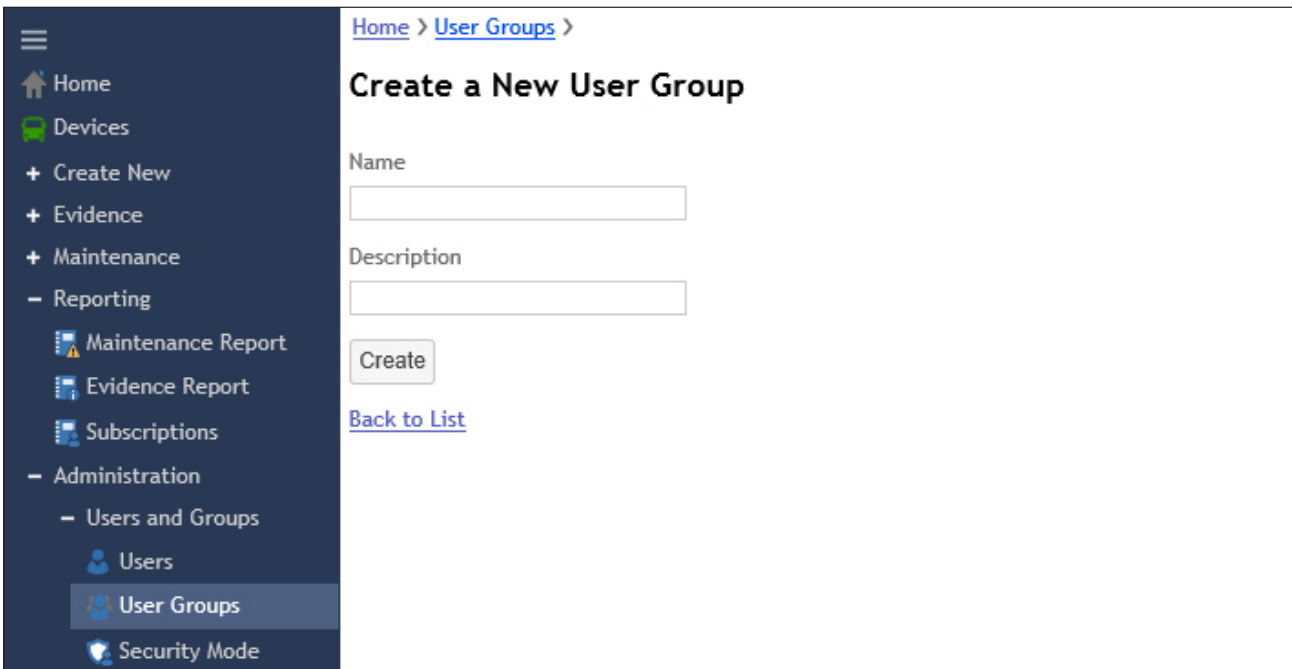 Home
Devices
+ Create New
+ Evidence
+ Maintenance
− Reporting
Maintenance Report
Evidence Report
Subscriptions
− Administration
− Users and Groups
Users
User Groups
Security Mode
Home > User Groups >
Create a New User Group
Name
Description
Create
Back to List